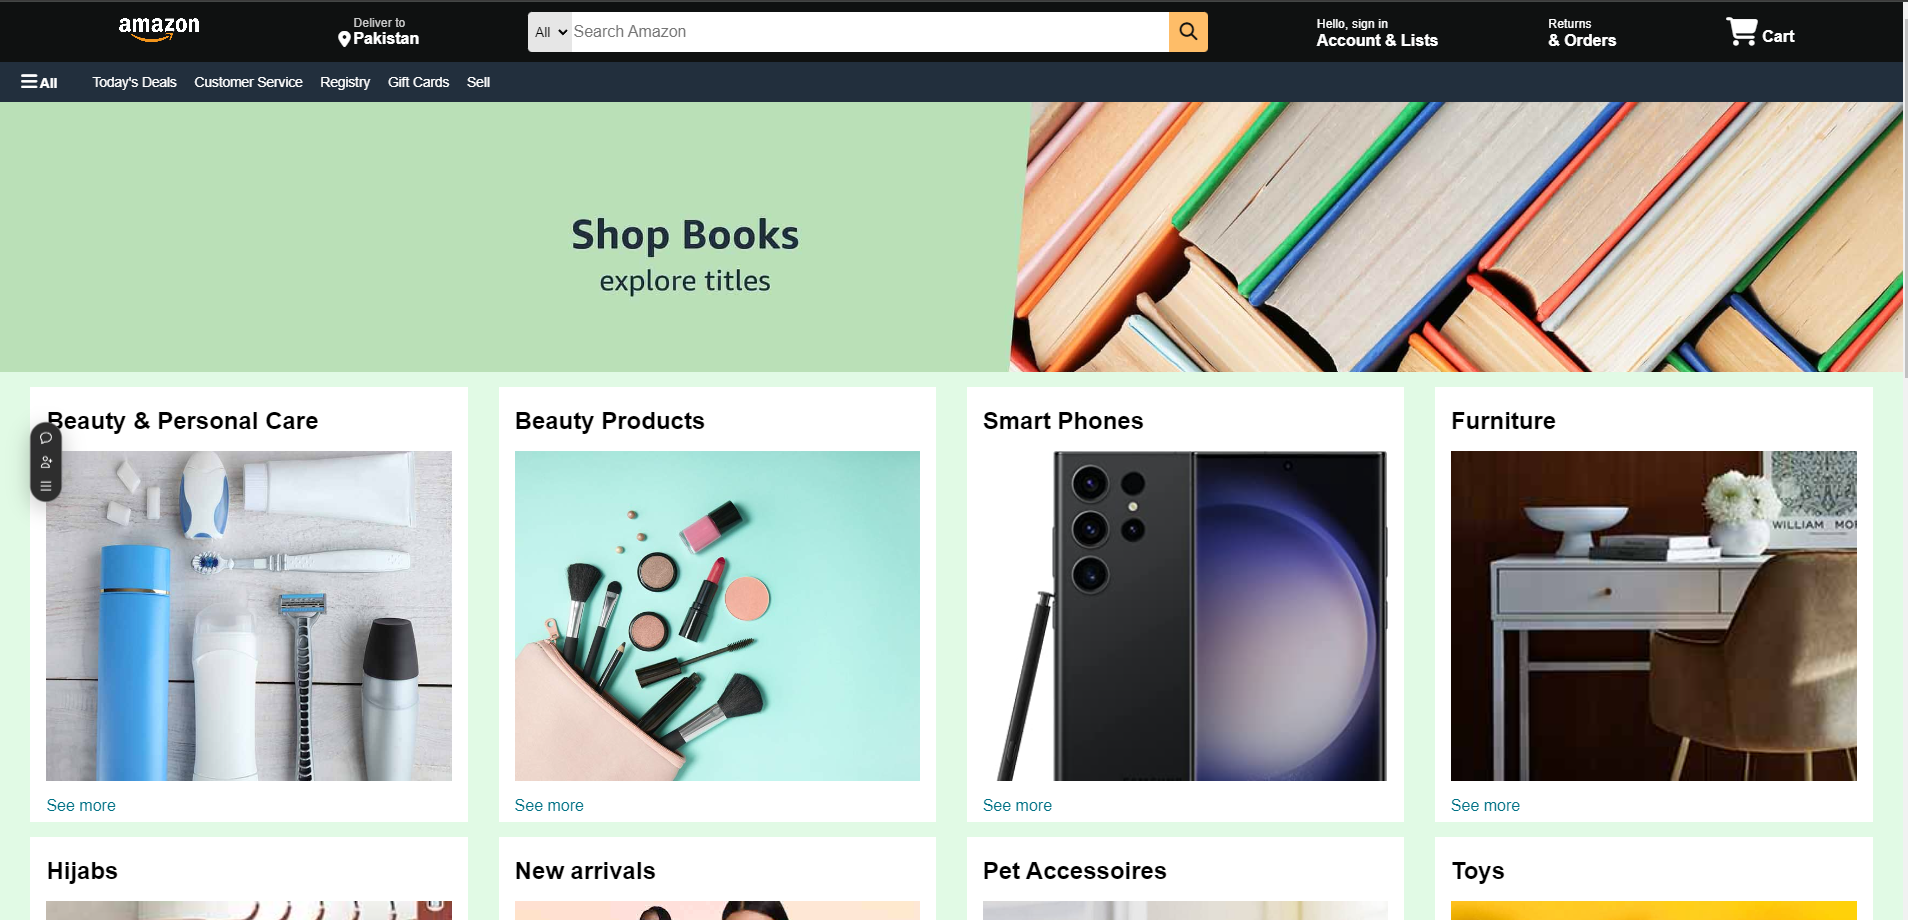 amazon
Deliver to
Pakistan
All
Search Amazon
Hello, sign in
Account & Lists
Returns
& Orders
Cart
All
Today's Deals
Customer Service
Registry
Gift Cards
Sell
Shop Books
explore titles
Beauty & Personal Care
Beauty Products
Smart Phones
Furniture
WILLIAM MOR
See more
See more
See more
See more
Hijabs
New arrivals
Pet Accessoires
Toys